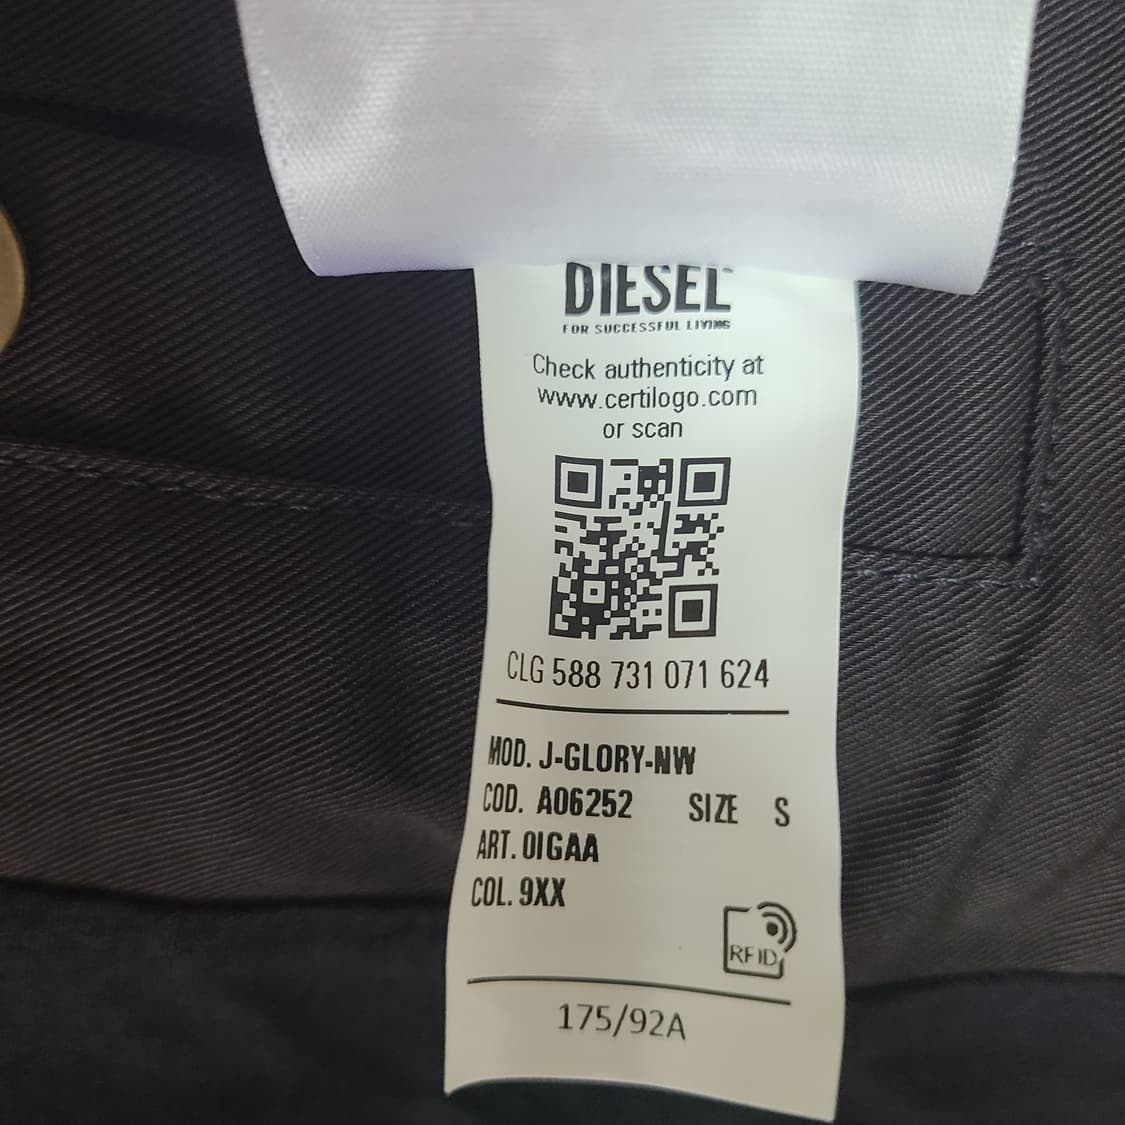 DIESEL
FOR SUCCESSFUL LIVING
Check authenticity at
www.certilogo.com
or scan
CLG 588 731 071 624
MOD. J-GLORY-NW
COD. A06252 SIZE S
ART. 0IGAA
COL. 9XX
RFID
175/92A